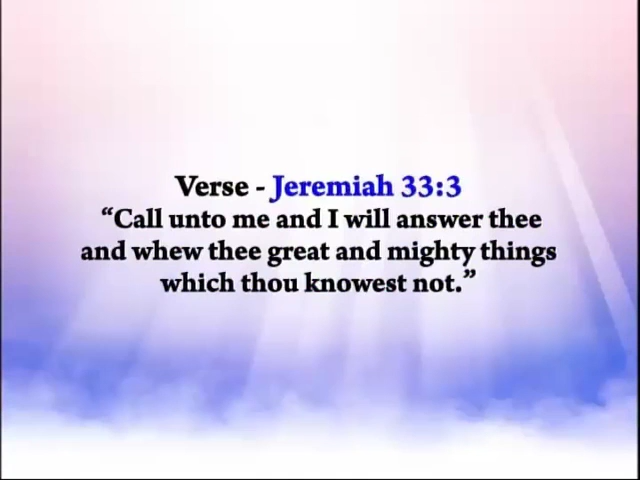 Verse - Jeremiah 33:3
“Call unto me and I will answer thee
and whew thee great and mighty things
which thou knowest not.”